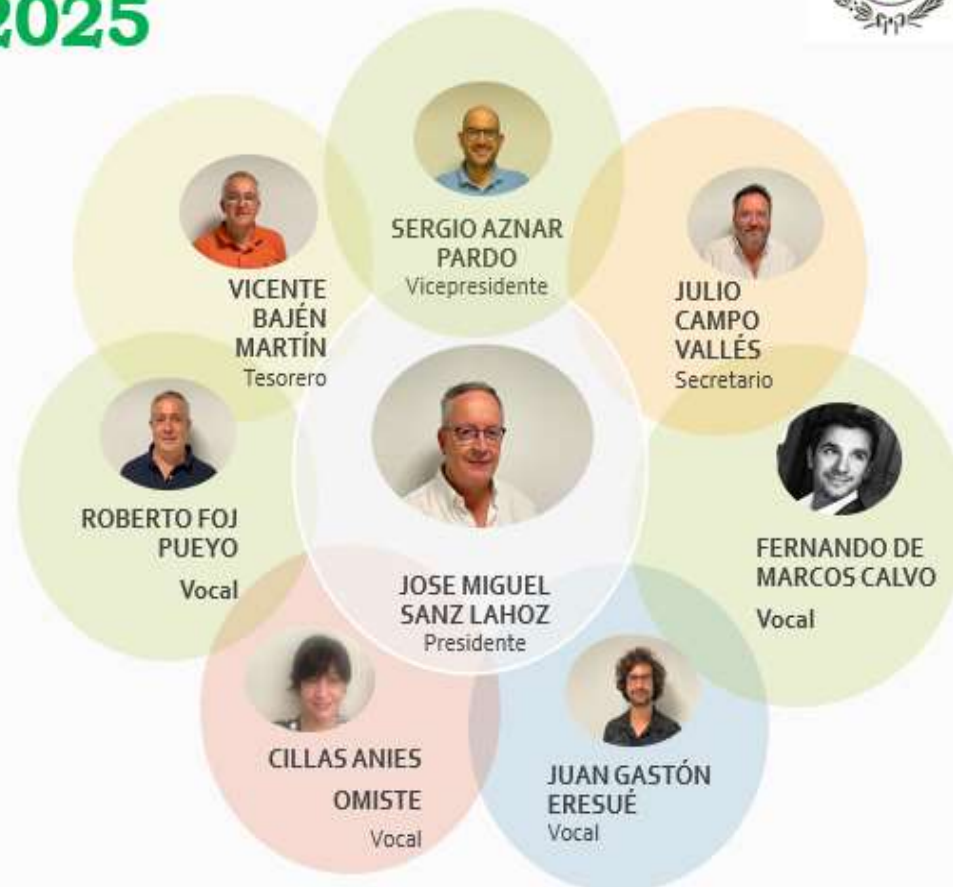 2025
SERGIO AZNAR
PARDO
Vicepresidente
VICENTE
BAJÉN
MARTÍN
Tesorero
JULIO
CAMPO
VALLÉS
Secretario
ROBERTO FOJ
PUEYO
Vocal
JOSE MIGUEL
SANZ LAHOZ
Presidente
FERNANDO DE
MARCOS CALVO
Vocal
CILLAS ANIES
OMISTE
Vocal
JUAN GASTÓN
ERESUÉ
Vocal